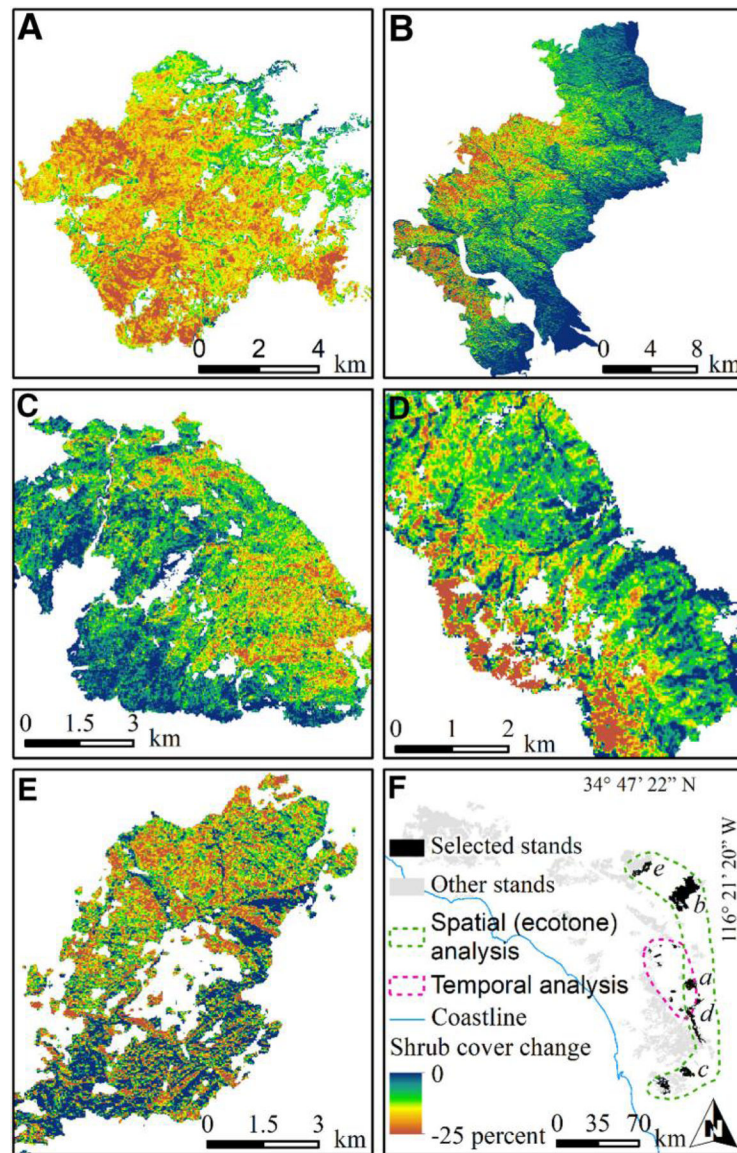 A
0 2 4
km
B
0 4 8
km
C
0 1.5 3
km
D
0 1 2
km
E
0 1.5 3
km
F
34° 47' 22" N
116° 21' 20" W
Selected stands
Other stands
Spatial (ecotone)
analysis
Temporal analysis
Coastline
Shrub cover change
0
-25 percent
e
b
a
d
c
0 35 70
km
N